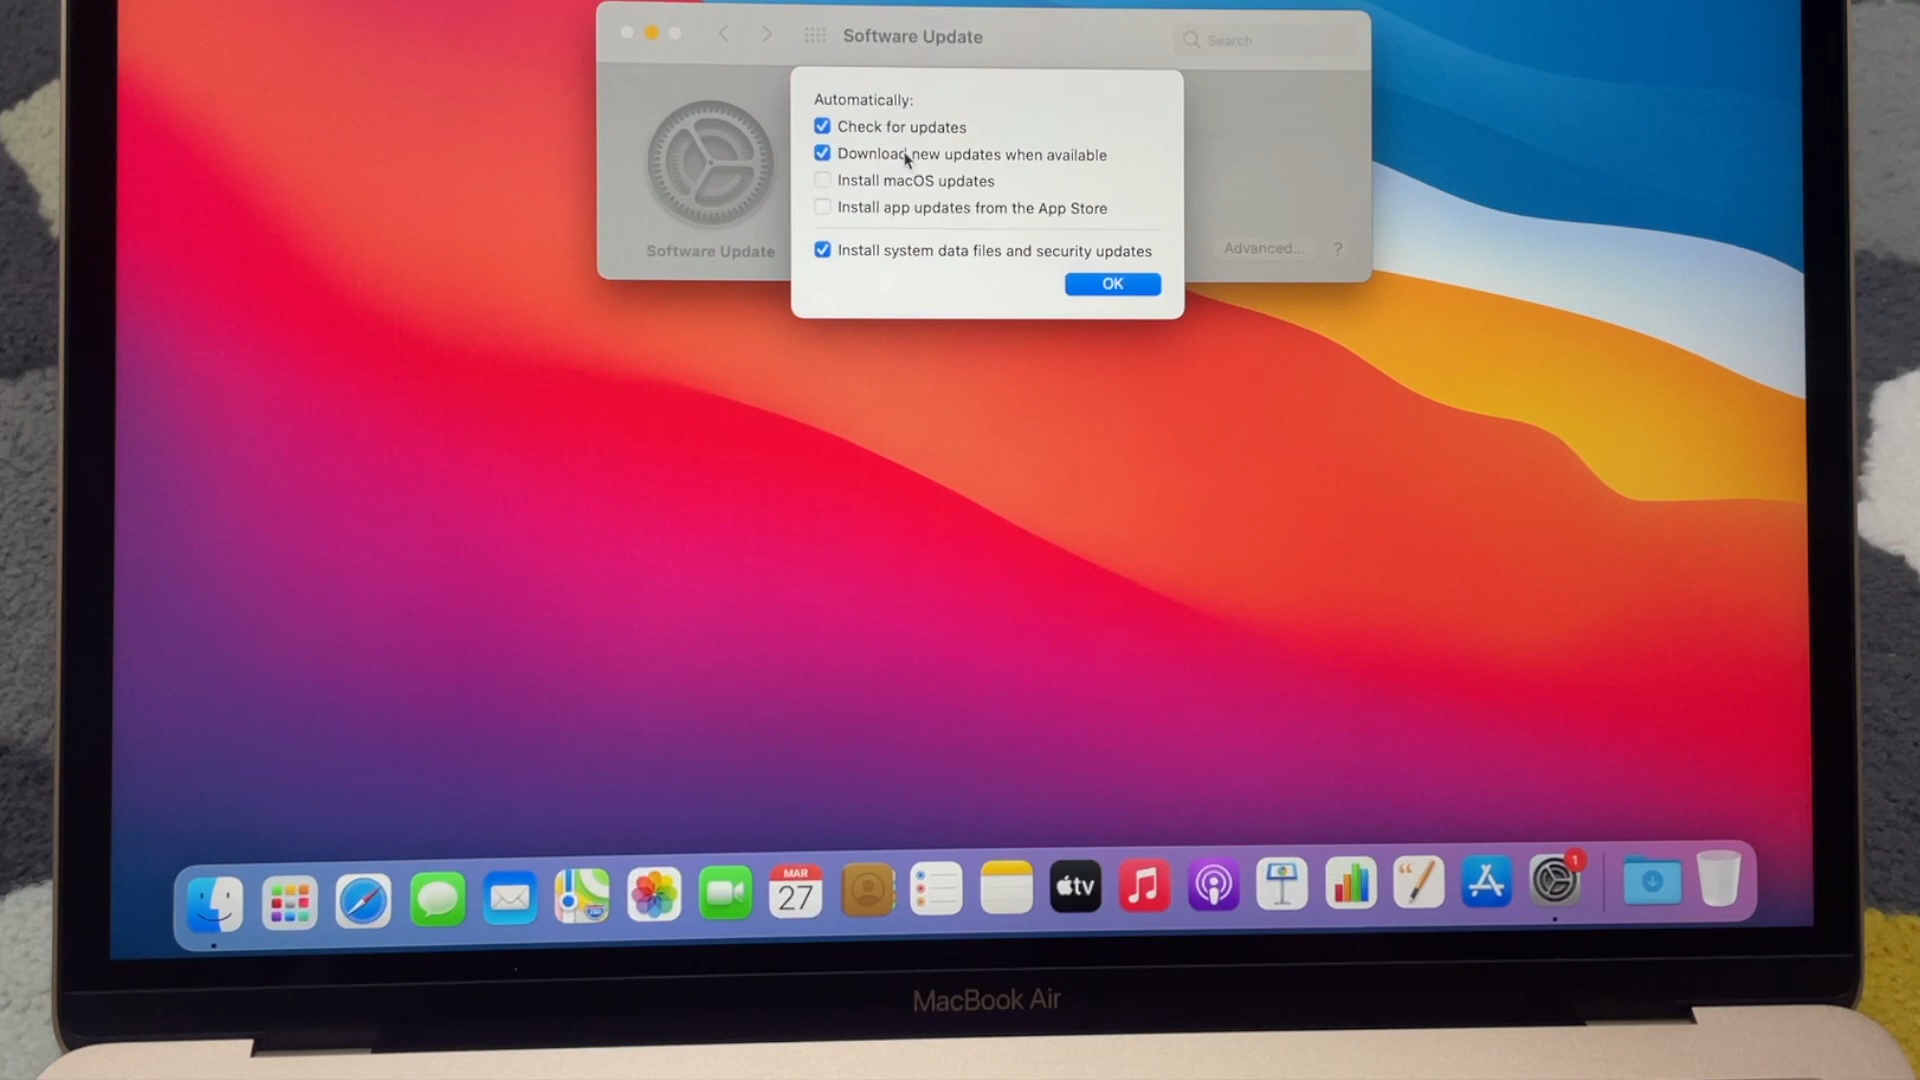 Software Update
Search
Automatically:
Check for updates
Download new updates when available
Install macOS updates
Install app updates from the App Store
Install system data files and security updates
OK
Software Update
Advanced...
?
MAR
27
tv
1
MacBook Air